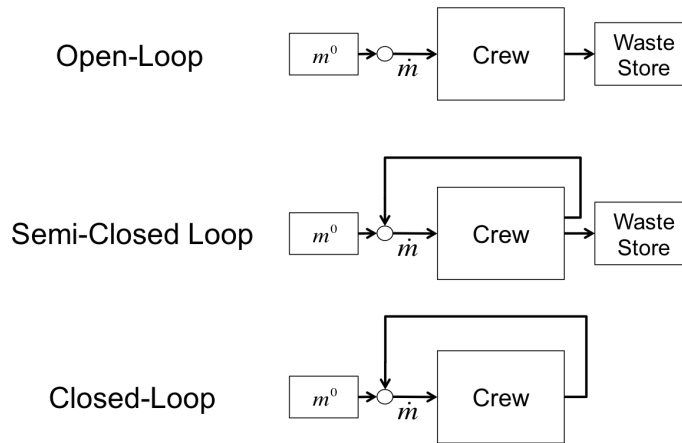 Open-Loop
m⁰
ṁ
Crew
Waste
Store
Semi-Closed Loop
m⁰
ṁ
Crew
Waste
Store
Closed-Loop
m⁰
ṁ
Crew